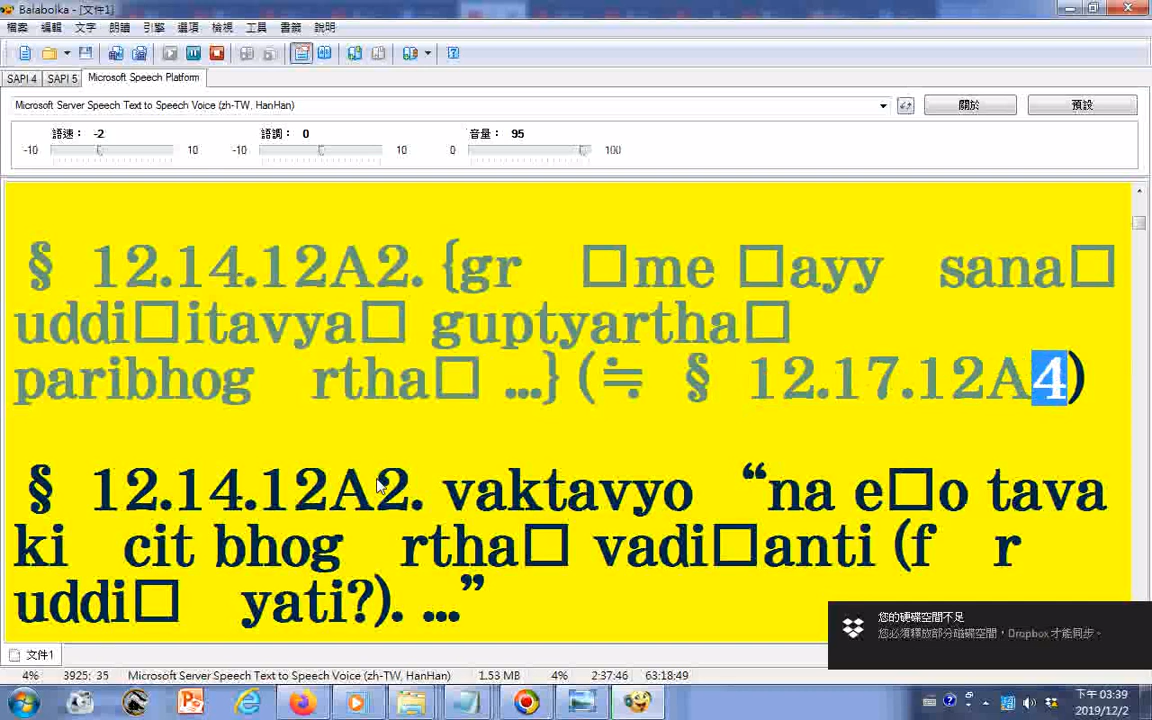 Balabolka - [文件1]
檔案 編輯 文字 朗讀 引擎 選項 檢視 工具 書籤 說明
SAPI 4 SAPI 5 Microsoft Speech Platform
Microsoft Server Speech Text to Speech Voice (zh-TW, HanHan) 關於 預設
語速： -2 語調： 0 音量： 95
-10 10 -10 10 0 100
§ 12.14.12A2. {gr □me □ayy sana□
uddi□itavya□ guptyartha□
paribhog rtha□ ...} (≒ § 12.17.12A4)
§ 12.14.12A2. vaktavyo “na e□o tava
ki cit bhog rtha□ vadi□anti (f r
uddi□ yati?). ...”
您的硬碟空間不足
您必須釋放部分磁碟空間，Dropbox 才能同步。
文件1
4% 3925: 35 Microsoft Server Speech Text to Speech Voice (zh-TW, HanHan) 1.53 MB 4% 2:37:46 63:18:49
下午 03:39
2019/12/2